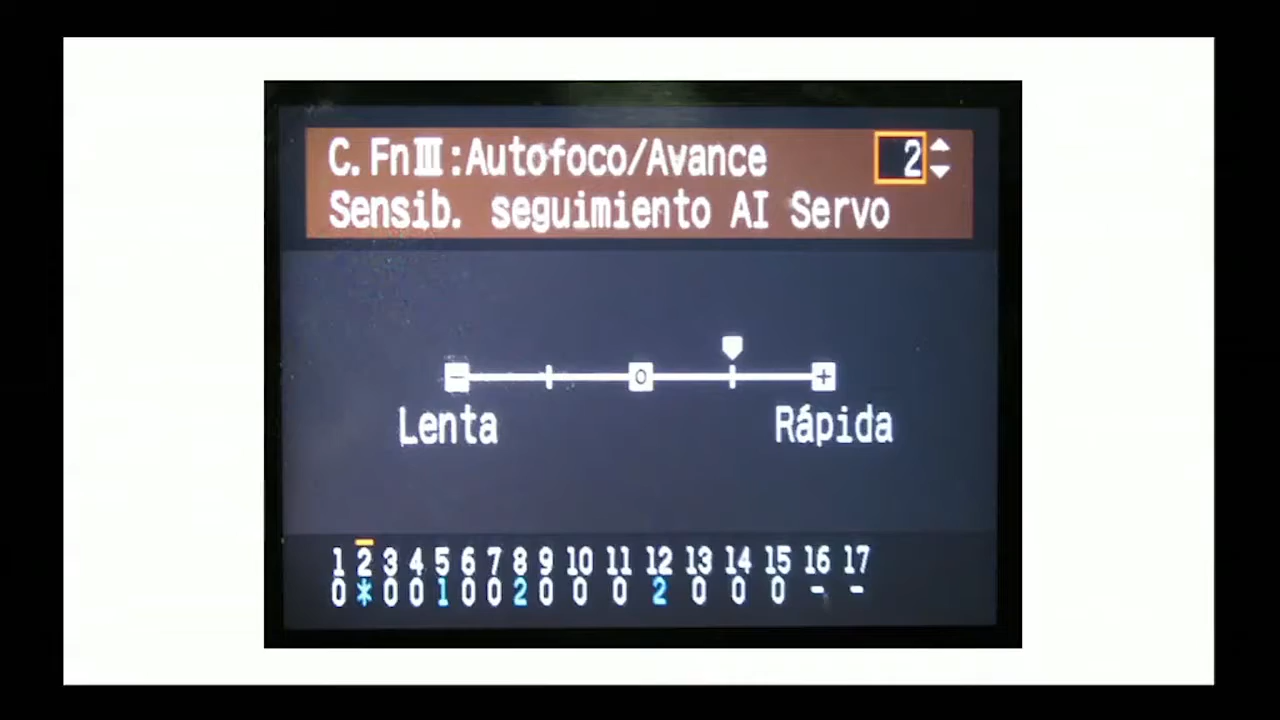 C.FnⅢ:Autofoco/Avance 2
Sensib. seguimiento AI Servo
- 0 +
Lenta Rápida
1 2 3 4 5 6 7 8 9 10 11 12 13 14 15 16 17
0 * 0 0 1 0 0 2 0 0 0 2 0 0 0 - -